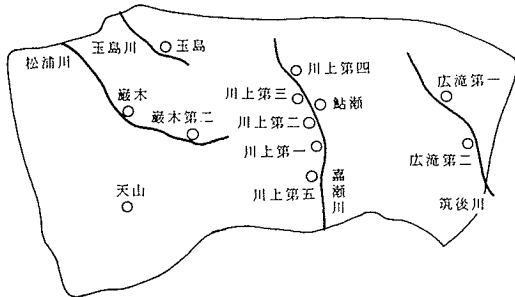 玉島川
玉島
松浦川
厳木
厳木第二
天山
川上第四
川上第三
鮎瀬
川上第二
川上第一
川上第五
嘉瀬川
広滝第一
広滝第二
筑後川